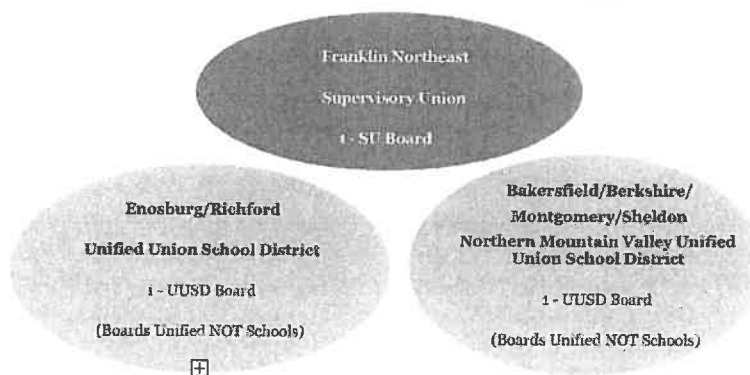 Franklin Northeast
Supervisory Union
1 - SU Board
Enosburg/Richford
Unified Union School District
1 - UUSD Board
(Boards Unified NOT Schools)
Bakersfield/Berkshire/
Montgomery/Sheldon
Northern Mountain Valley Unified
Union School District
1 - UUSD Board
(Boards Unified NOT Schools)